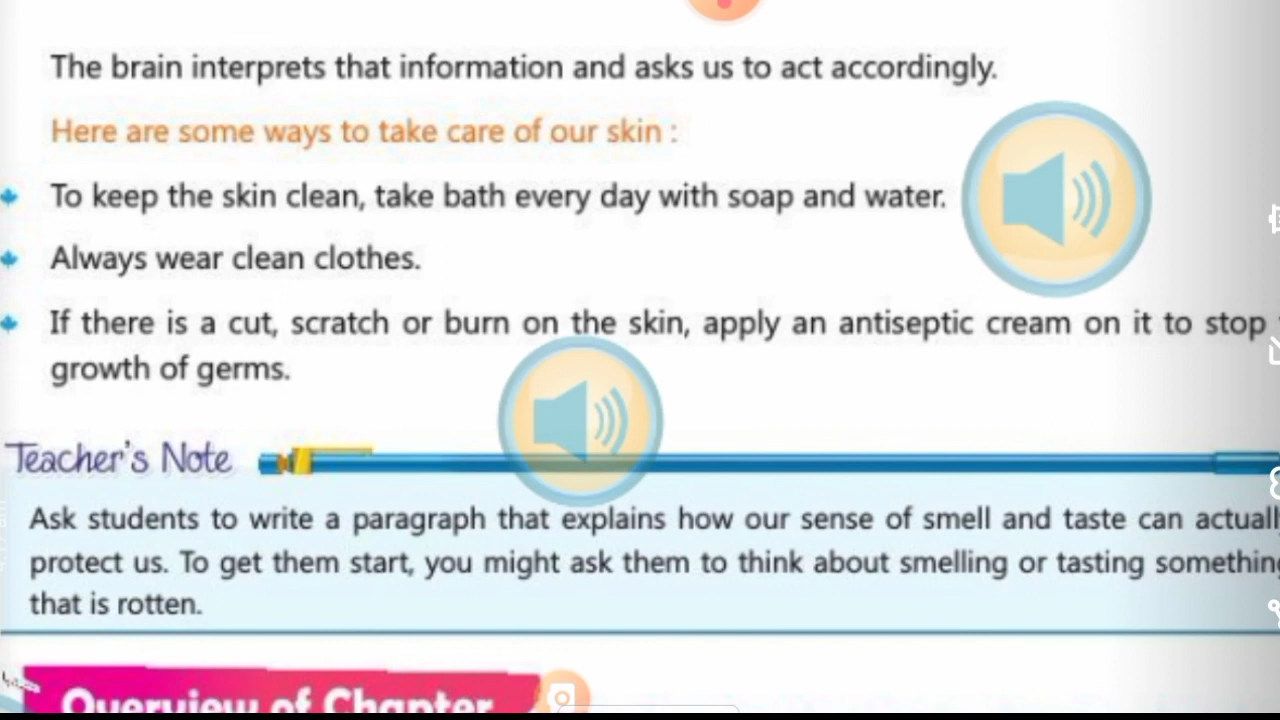 The brain interprets that information and asks us to act accordingly.
Here are some ways to take care of our skin :
To keep the skin clean, take bath every day with soap and water.
Always wear clean clothes.
If there is a cut, scratch or burn on the skin, apply an antiseptic cream on it to stop
growth of germs.
Teacher's Note
Ask students to write a paragraph that explains how our sense of smell and taste can actuall
protect us. To get them start, you might ask them to think about smelling or tasting something
that is rotten.
Overview of Chapter